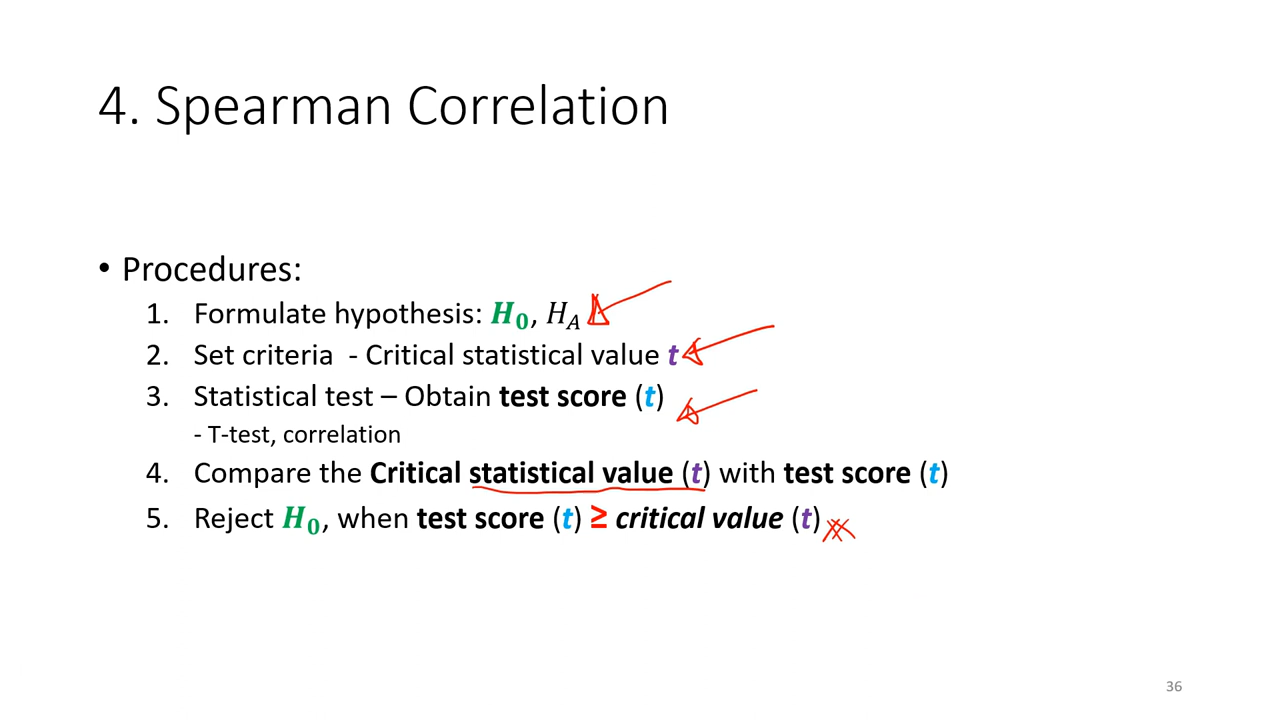 4. Spearman Correlation
• Procedures:
1. Formulate hypothesis: H₀, H_A
2. Set criteria - Critical statistical value t
3. Statistical test – Obtain test score (t)
- T-test, correlation
4. Compare the Critical statistical value (t) with test score (t)
5. Reject H₀, when test score (t) ≥ critical value (t)
36